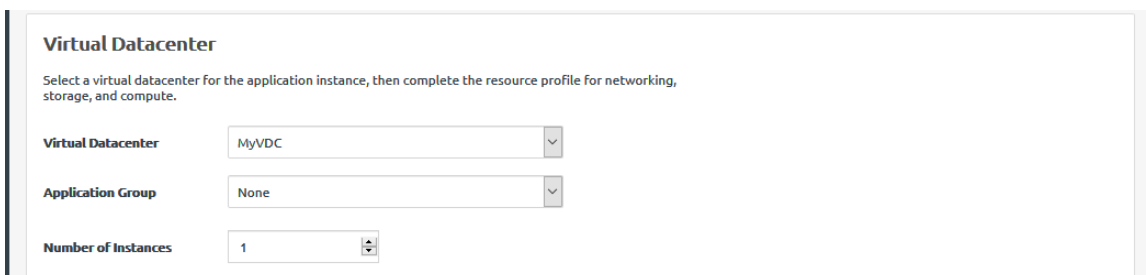 Virtual Datacenter
Select a virtual datacenter for the application instance, then complete the resource profile for networking,
storage, and compute.
Virtual Datacenter MyVDC
Application Group None
Number of Instances 1